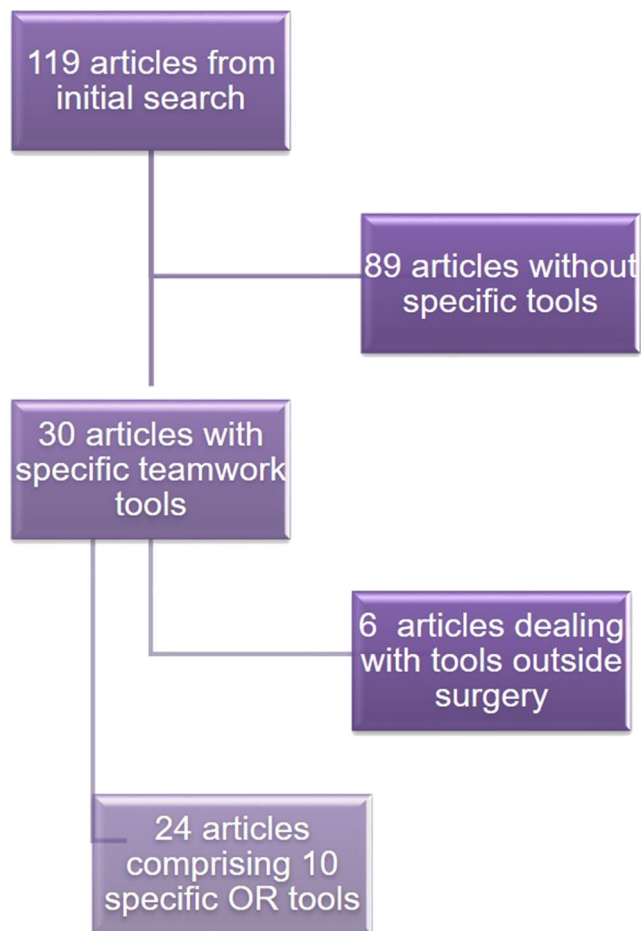 119 articles from
initial search
89 articles without
specific tools
30 articles with
specific teamwork
tools
6 articles dealing
with tools outside
surgery
24 articles
comprising 10
specific OR tools